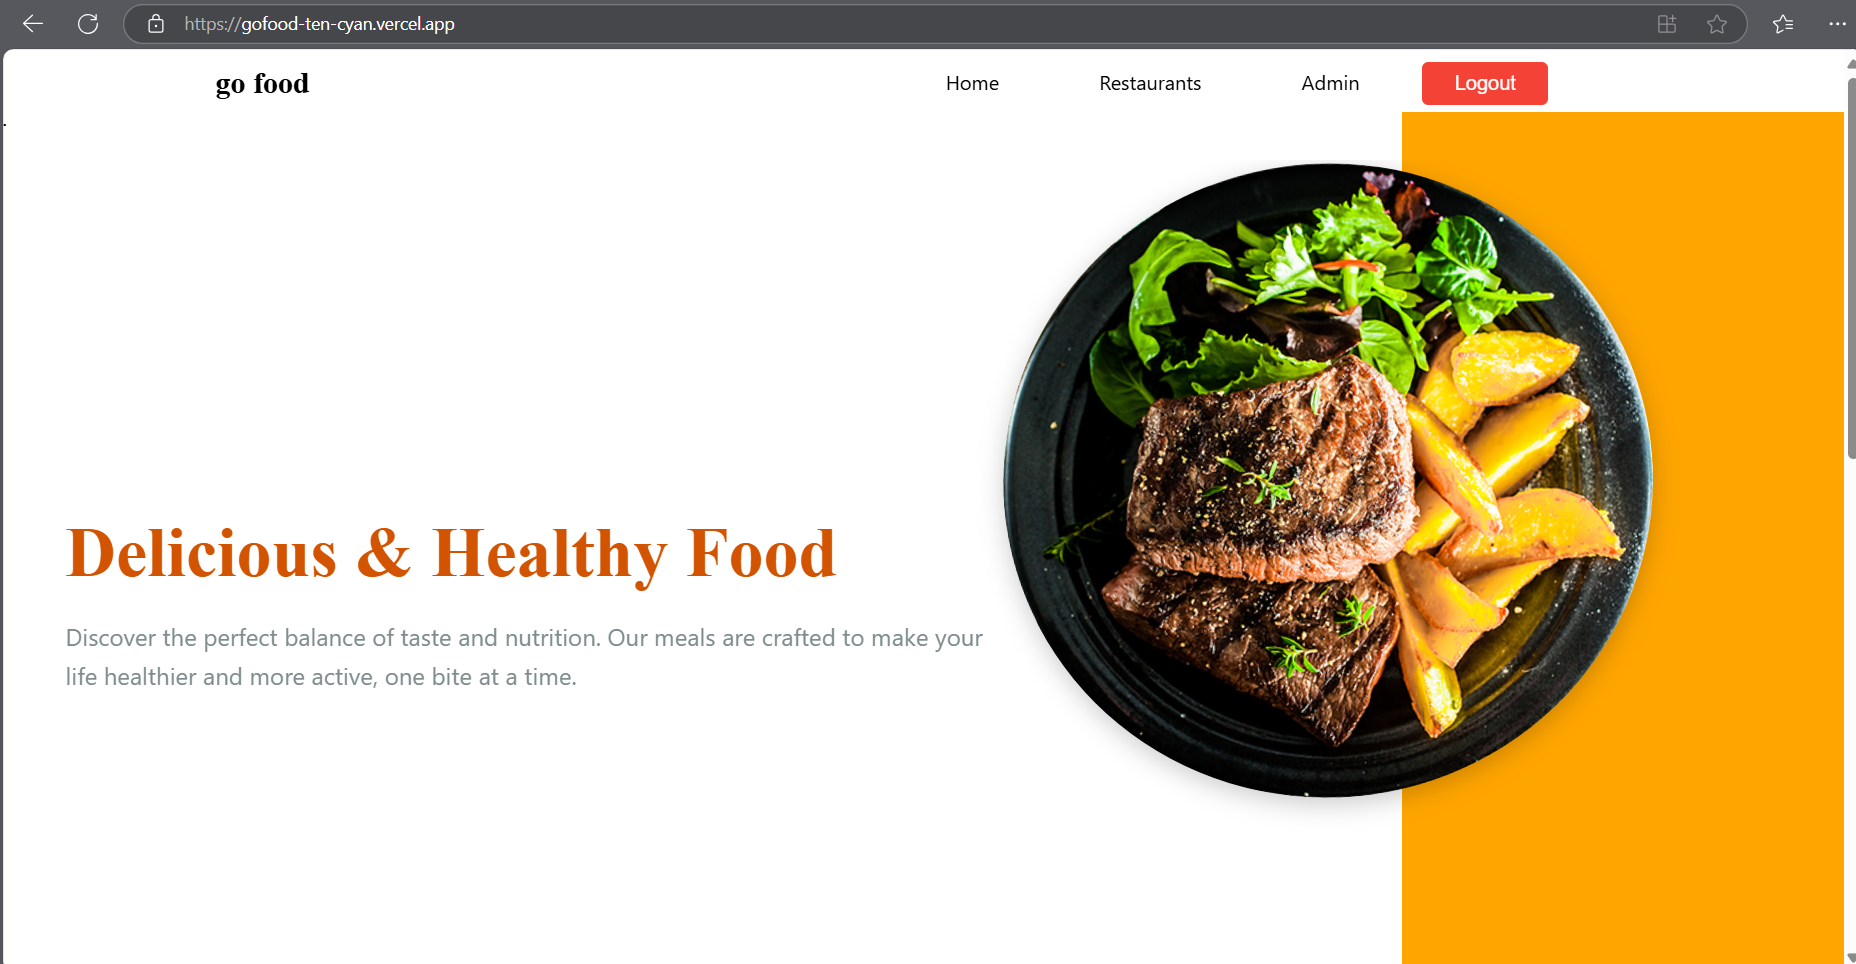 https://gofood-ten-cyan.vercel.app
go food
Home
Restaurants
Admin
Logout
.
Delicious & Healthy Food
Discover the perfect balance of taste and nutrition. Our meals are crafted to make your
life healthier and more active, one bite at a time.